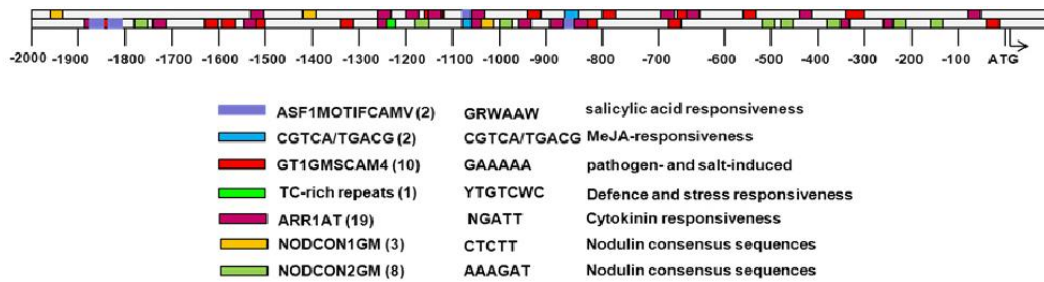 -2000 -1900 -1800 -1700 -1600 -1500 -1400 -1300 -1200 -1100 -1000 -900 -800 -700 -600 -500 -400 -300 -200 -100 ATG
ASF1MOTIFCAMV (2) GRWAAW salicylic acid responsiveness
CGTCA/TGACG (2) CGTCA/TGACG MeJA-responsiveness
GT1GMSCAM4 (10) GAAAAA pathogen- and salt-induced
TC-rich repeats (1) YTGTCWC Defence and stress responsiveness
ARR1AT (19) NGATT Cytokinin responsiveness
NODCON1GM (3) CTCTT Nodulin consensus sequences
NODCON2GM (8) AAAGAT Nodulin consensus sequences